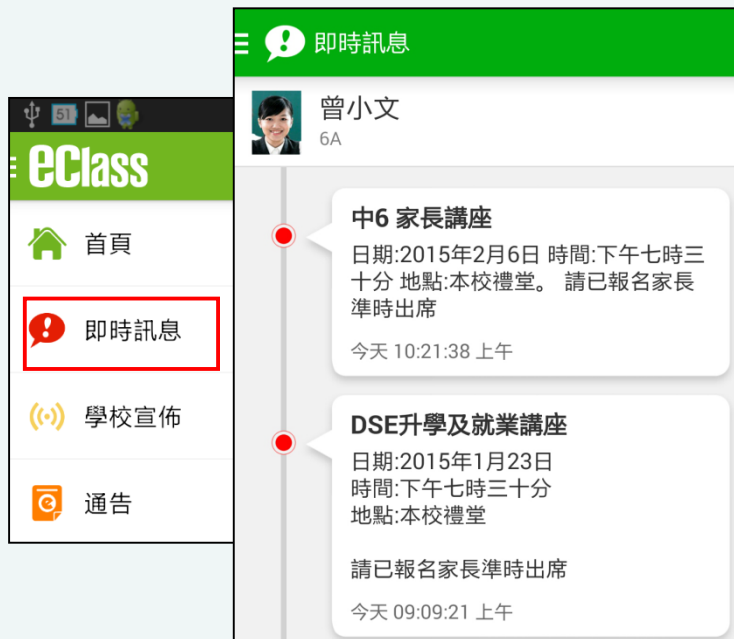 51
eClass
首頁
即時訊息
學校宣佈
通告
即時訊息
曾小文
6A
中6 家長講座
日期:2015年2月6日 時間:下午七時三
十分 地點:本校禮堂。 請已報名家長
準時出席
今天 10:21:38 上午
DSE升學及就業講座
日期:2015年1月23日
時間:下午七時三十分
地點:本校禮堂
請已報名家長準時出席
今天 09:09:21 上午